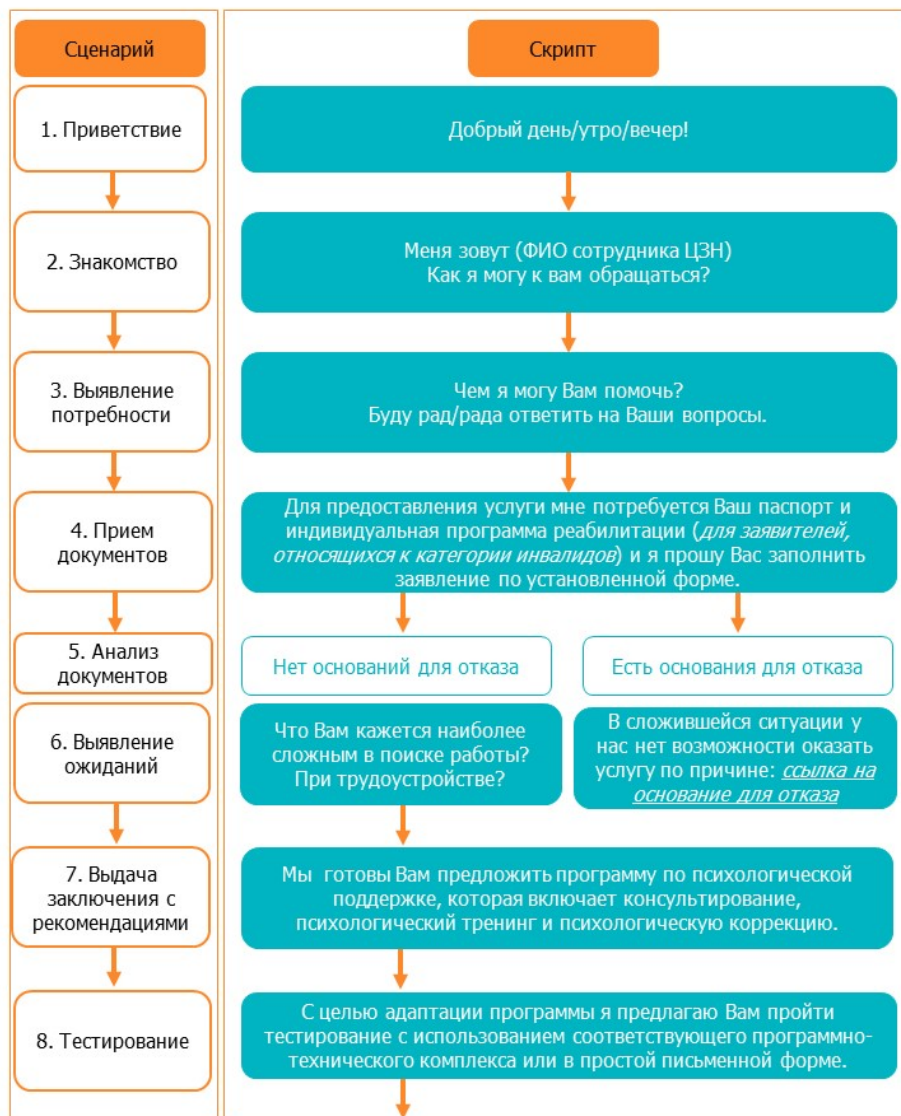 Сценарий
Скрипт
1. Приветствие
Добрый день/утро/вечер!
2. Знакомство
Меня зовут (ФИО сотрудника ЦЗН)
Как я могу к вам обращаться?
3. Выявление
потребности
Чем я могу Вам помочь?
Буду рад/рада ответить на Ваши вопросы.
4. Прием
документов
Для предоставления услуги мне потребуется Ваш паспорт и
индивидуальная программа реабилитации (для заявителей,
относящихся к категории инвалидов) и я прошу Вас заполнить
заявление по установленной форме.
5. Анализ
документов
Нет оснований для отказа
Есть основания для отказа
6. Выявление
ожиданий
Что Вам кажется наиболее
сложным в поиске работы?
При трудоустройстве?
В сложившейся ситуации у
нас нет возможности оказать
услугу по причине: ссылка на
основание для отказа
7. Выдача
заключения с
рекомендациями
Мы готовы Вам предложить программу по психологической
поддержке, которая включает консультирование,
психологический тренинг и психологическую коррекцию.
8. Тестирование
С целью адаптации программы я предлагаю Вам пройти
тестирование с использованием соответствующего программно-
технического комплекса или в простой письменной форме.